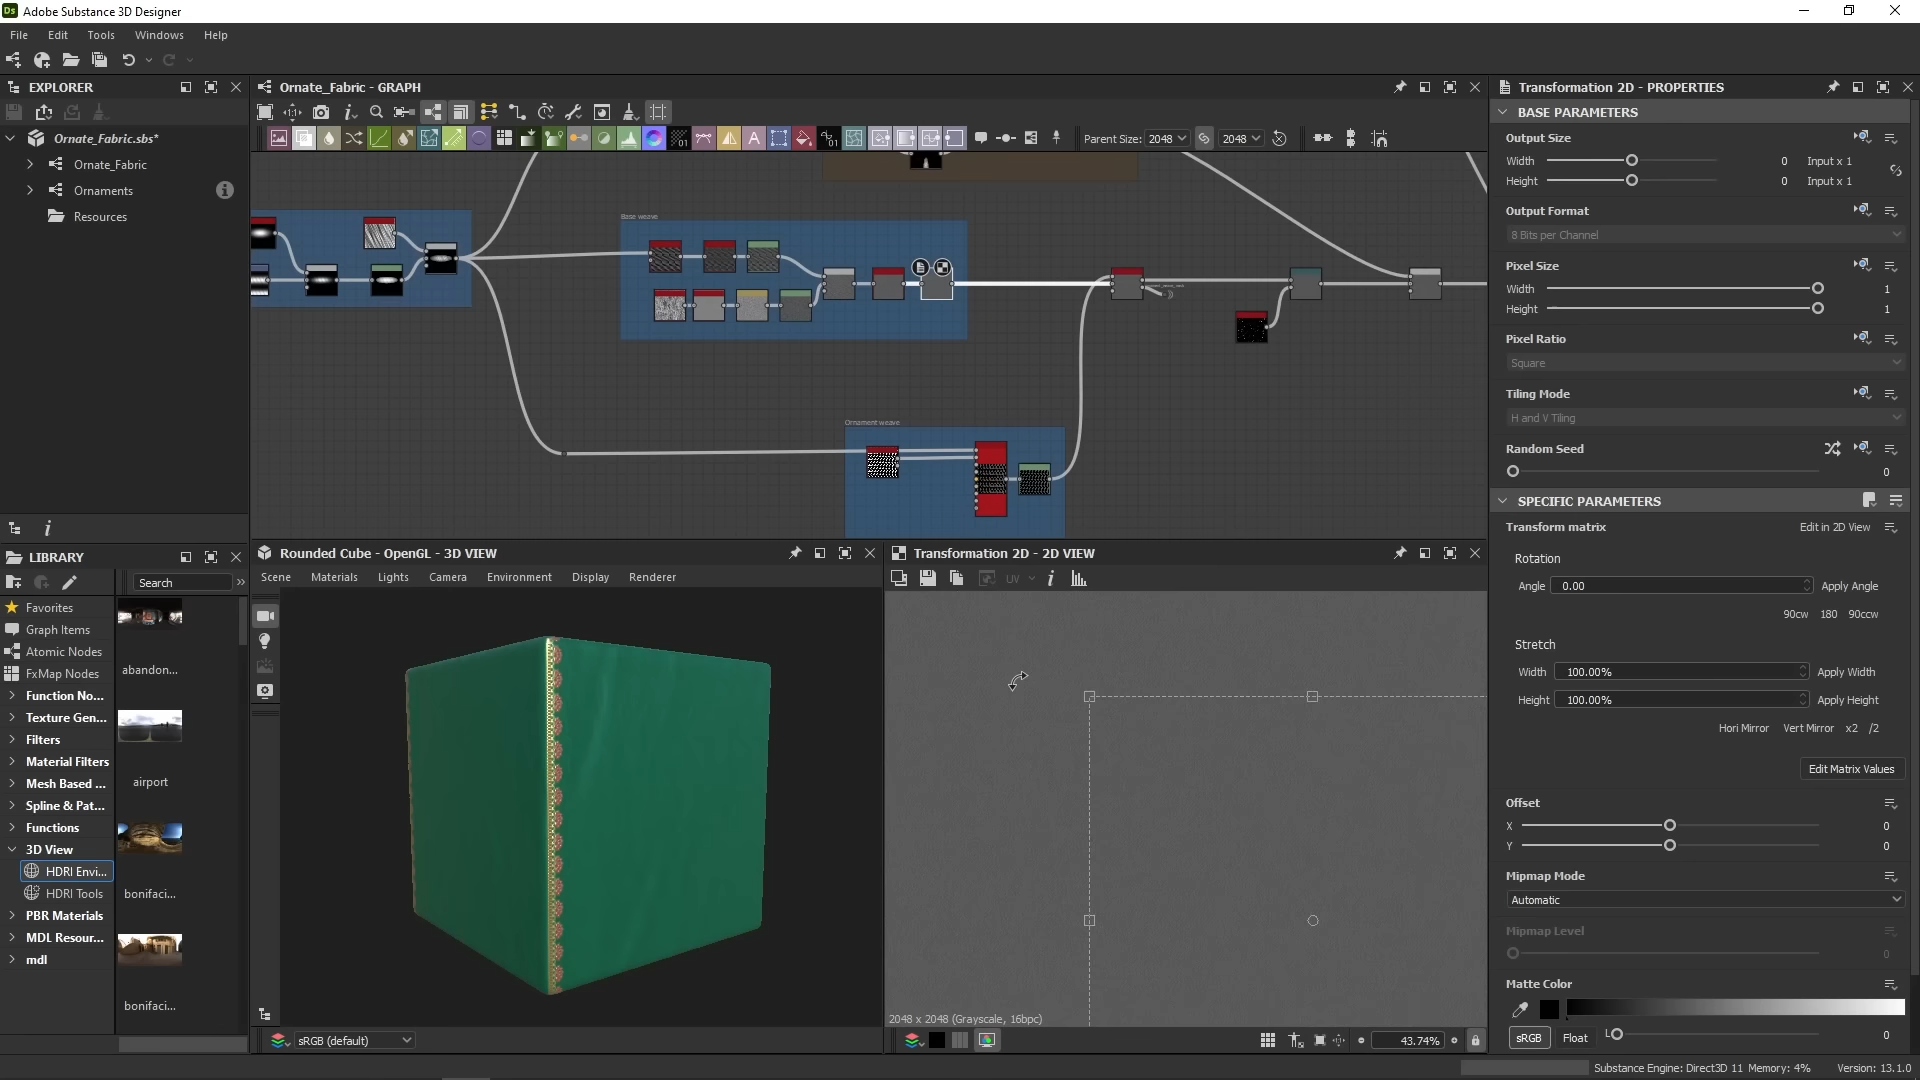 Adobe Substance 3D Designer
File Edit Tools Windows Help
EXPLORER
Ornate_Fabric.sbs*
Ornate_Fabric
Ornaments
Resources
Ornate_Fabric - GRAPH
Parent Size: 2048 2048
Base weave
Ornament weave
LIBRARY
Search
Favorites
Graph Items
Atomic Nodes
FxMap Nodes
Function No...
Texture Gen...
Filters
Material Filters
Mesh Based ...
Spline & Pat...
Functions
3D View
HDRI Envi...
HDRI Tools
PBR Materials
MDL Resour...
mdl
abandon...
airport
bonifaci...
bonifaci...
Rounded Cube - OpenGL - 3D VIEW
Scene Materials Lights Camera Environment Display Renderer
sRGB (default)
Transformation 2D - 2D VIEW
UV
2048 x 2048 (Grayscale, 16bpc)
43.74%
Transformation 2D - PROPERTIES
BASE PARAMETERS
Output Size
Width 0 Input x 1
Height 0 Input x 1
Output Format
8 Bits per Channel
Pixel Size
Width 1
Height 1
Pixel Ratio
Square
Tiling Mode
H and V Tiling
Random Seed
0
SPECIFIC PARAMETERS
Transform matrix Edit in 2D View
Rotation
Angle 0.00 Apply Angle
90cw 180 90ccw
Stretch
Width 100.00% Apply Width
Height 100.00% Apply Height
Hori Mirror Vert Mirror x2 /2
Edit Matrix Values
Offset
X 0
Y 0
Mipmap Mode
Automatic
Mipmap Level
0
Matte Color
sRGB Float L 0
Substance Engine: Direct3D 11 Memory: 4% Version: 13.1.0